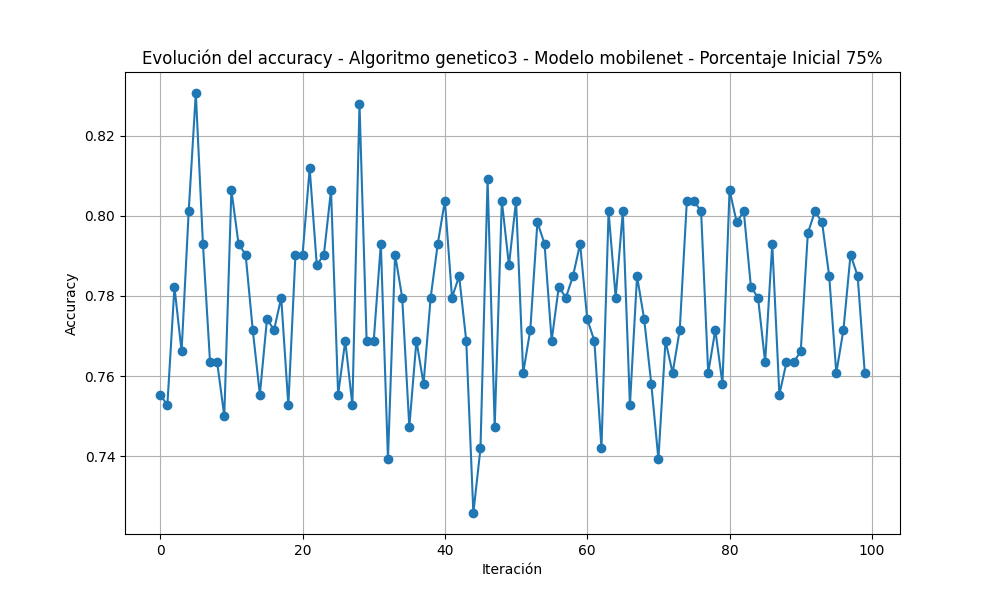 Evolución del accuracy - Algoritmo genetico3 - Modelo mobilenet - Porcentaje Inicial 75%
Accuracy
0.82
0.80
0.78
0.76
0.74
0 20 40 60 80 100
Iteración